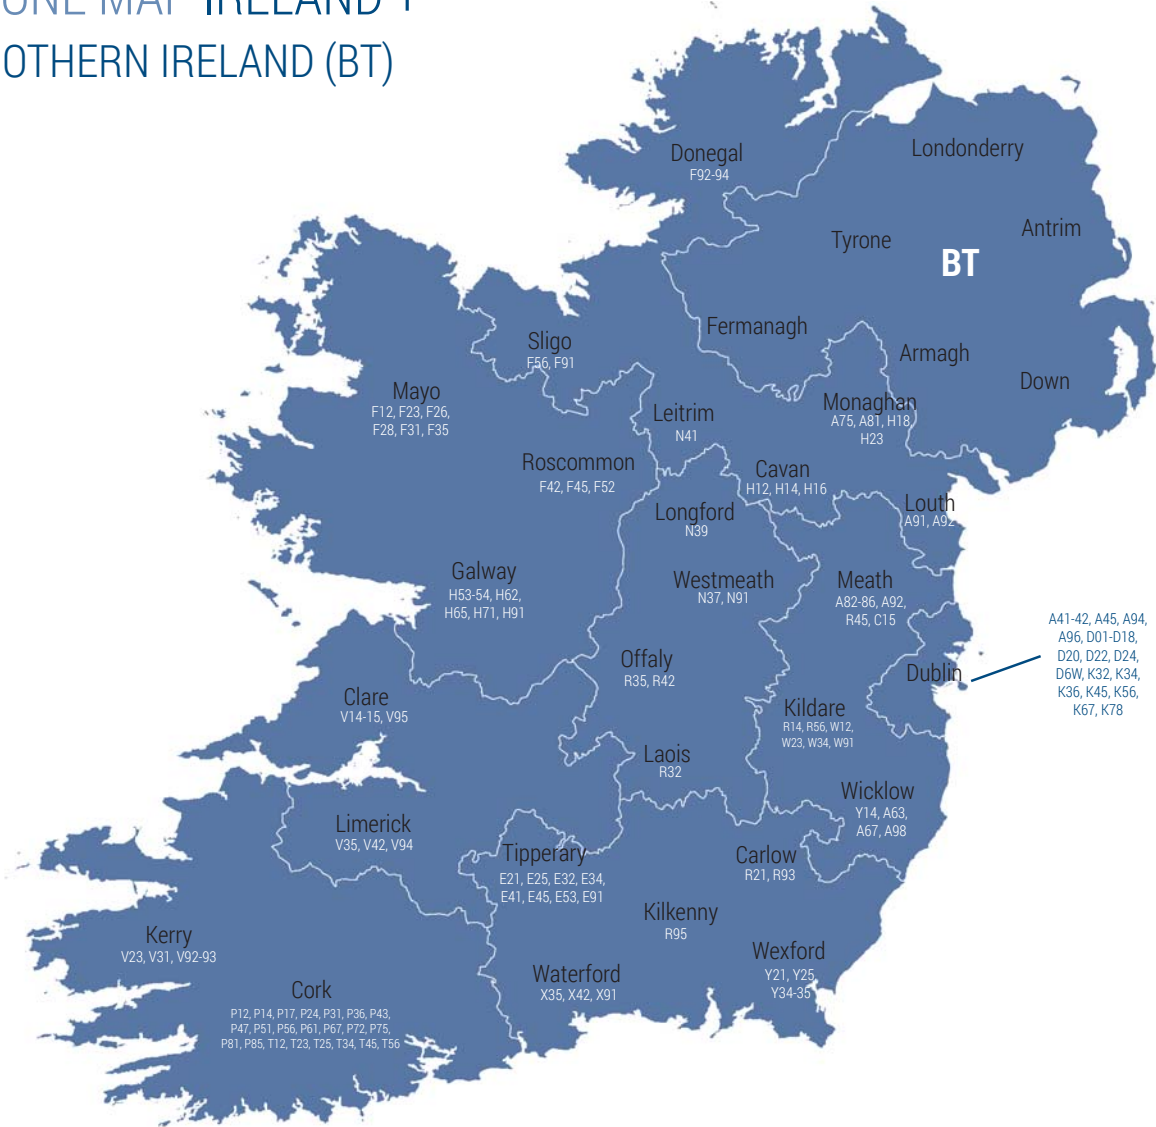 ONE MAP IRELAND +
OTHERN IRELAND (BT)
Donegal
F92-94
Londonderry
Antrim
Tyrone
BT
Fermanagh
Armagh
Down
Sligo
F56, F91
Mayo
F12, F23, F26,
F28, F31, F35
Leitrim
N41
Monaghan
A75, A81, H18,
H23
Roscommon
F42, F45, F52
Cavan
H12, H14, H16
Longford
N39
Louth
A91, A92
Galway
H53-54, H62,
H65, H71, H91
Westmeath
N37, N91
Meath
A82-86, A92,
R45, C15
A41-42, A45, A94,
A96, D01-D18,
D20, D22, D24,
D6W, K32, K34,
K36, K45, K56,
K67, K78
Offaly
R35, R42
Dublin
Clare
V14-15, V95
Kildare
R14, R56, W12,
W23, W34, W91
Laois
R32
Wicklow
Y14, A63,
A67, A98
Limerick
V35, V42, V94
Tipperary
E21, E25, E32, E34,
E41, E45, E53, E91
Carlow
R21, R93
Kilkenny
R95
Kerry
V23, V31, V92-93
Wexford
Y21, Y25,
Y34-35
Waterford
X35, X42, X91
Cork
P12, P14, P17, P24, P31, P36, P43,
P47, P51, P56, P61, P67, P72, P75,
P81, P85, T12, T23, T25, T34, T45, T56